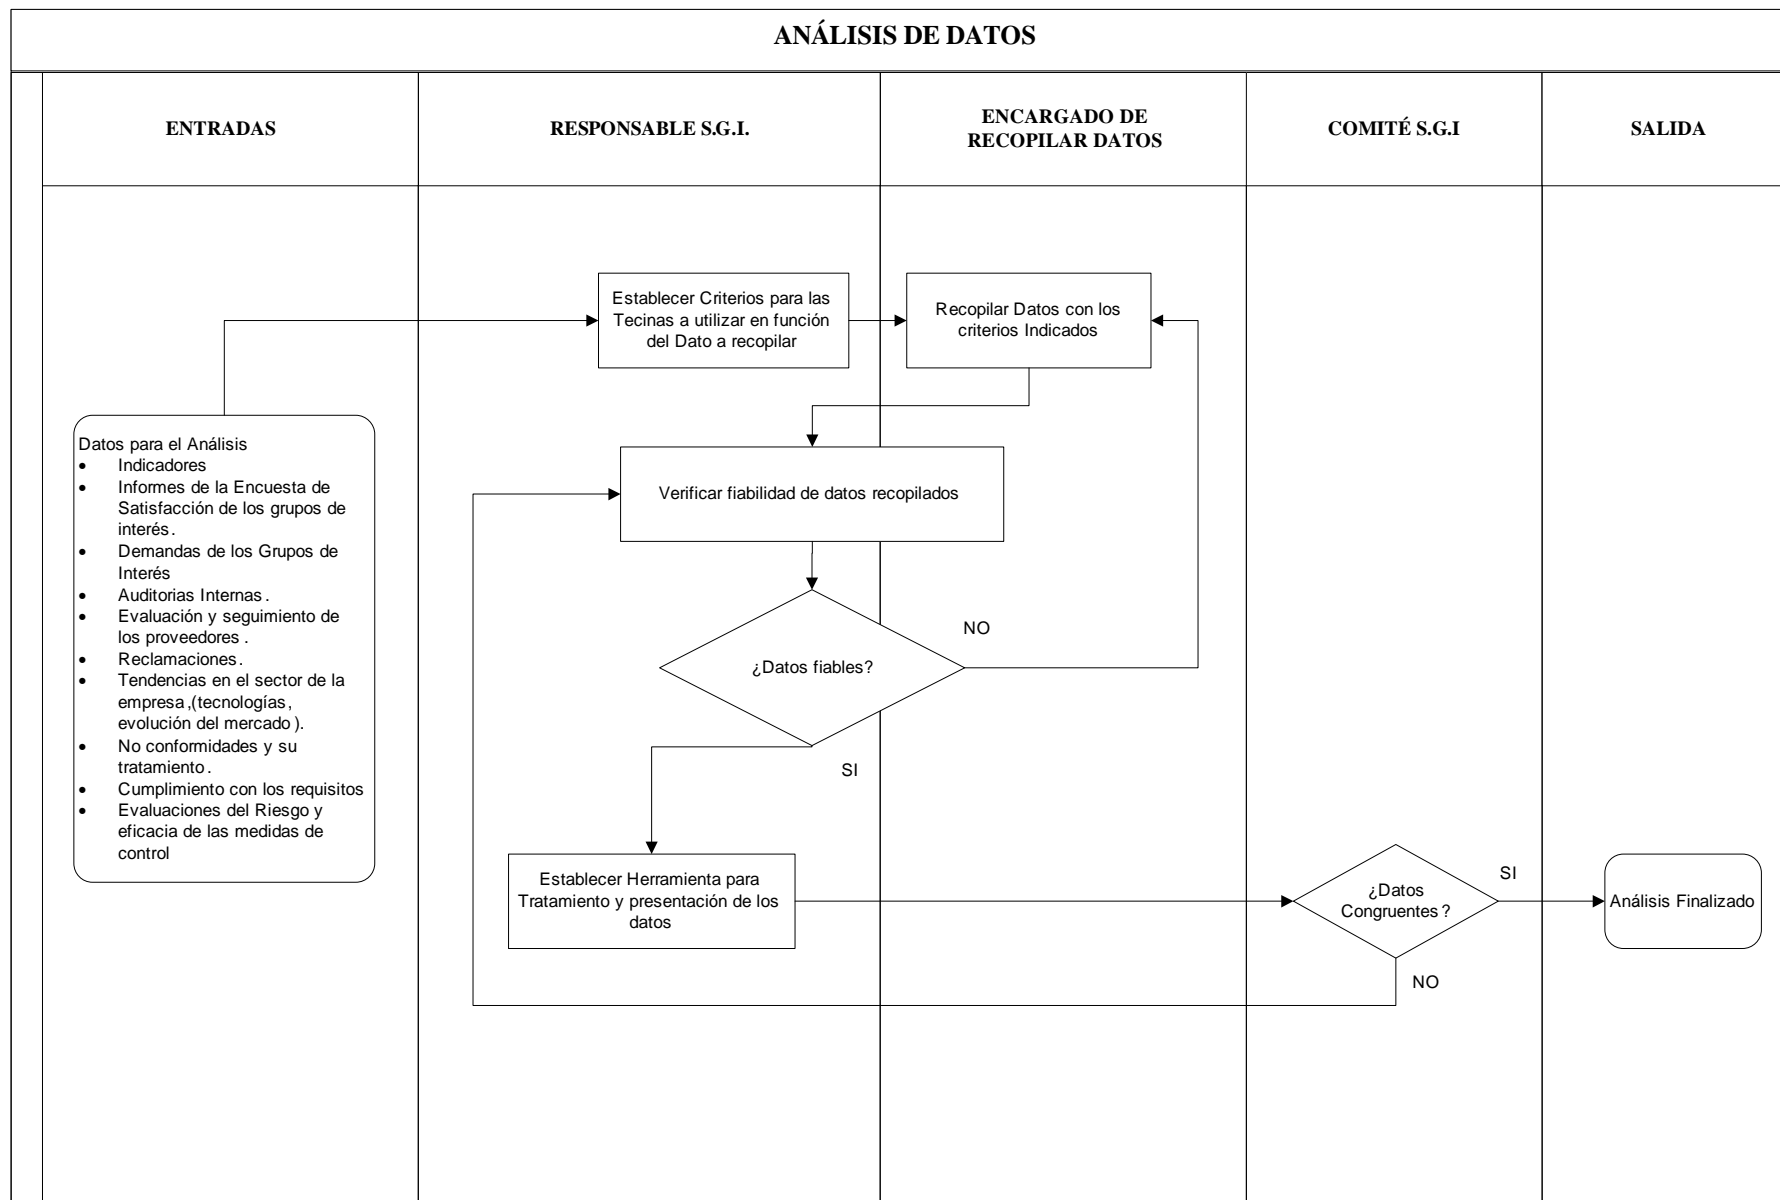 ANÁLISIS DE DATOS
ENTRADAS
RESPONSABLE S.G.I.
ENCARGADO DE
RECOPILAR DATOS
COMITÉ S.G.I
SALIDA
Establecer Criterios para las
Tecinas a utilizar en función
del Dato a recopilar
Recopilar Datos con los
criterios Indicados
Datos para el Análisis
• Indicadores
• Informes de la Encuesta de
Satisfacción de los grupos de
interés.
• Demandas de los Grupos de
Interés
• Auditorias Internas.
• Evaluación y seguimiento de
los proveedores.
• Reclamaciones.
• Tendencias en el sector de la
empresa,(tecnologías,
evolución del mercado).
• No conformidades y su
tratamiento.
• Cumplimiento con los requisitos
• Evaluaciones del Riesgo y
eficacia de las medidas de
control
Verificar fiabilidad de datos recopilados
¿Datos fiables?
NO
SI
Establecer Herramienta para
Tratamiento y presentación de los
datos
¿Datos
Congruentes?
SI
NO
Análisis Finalizado